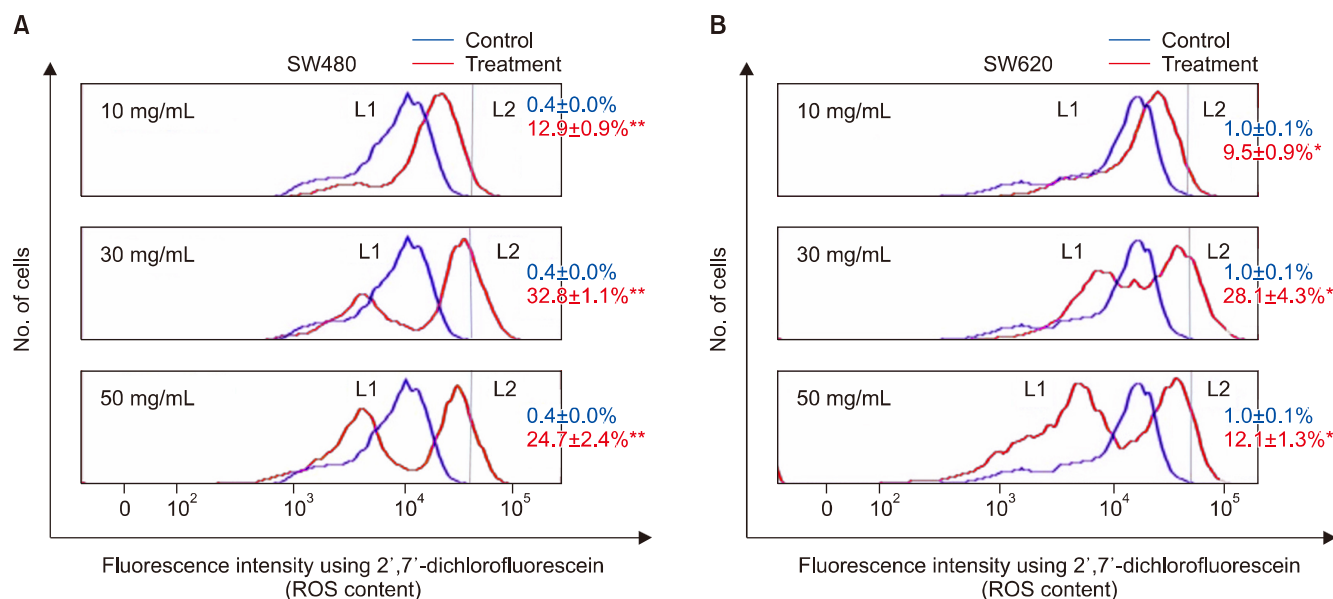 A
SW480
Control
Treatment
10 mg/mL
L1
L2
0.4±0.0%
12.9±0.9%**
30 mg/mL
L1
L2
0.4±0.0%
32.8±1.1%**
50 mg/mL
L1
L2
0.4±0.0%
24.7±2.4%**
No. of cells
0 10² 10³ 10⁴ 10⁵
Fluorescence intensity using 2’,7’-dichlorofluorescein
(ROS content)
B
SW620
Control
Treatment
10 mg/mL
L1
L2
1.0±0.1%
9.5±0.9%*
30 mg/mL
L1
L2
1.0±0.1%
28.1±4.3%*
50 mg/mL
L1
L2
1.0±0.1%
12.1±1.3%*
No. of cells
0 10² 10³ 10⁴ 10⁵
Fluorescence intensity using 2’,7’-dichlorofluorescein
(ROS content)